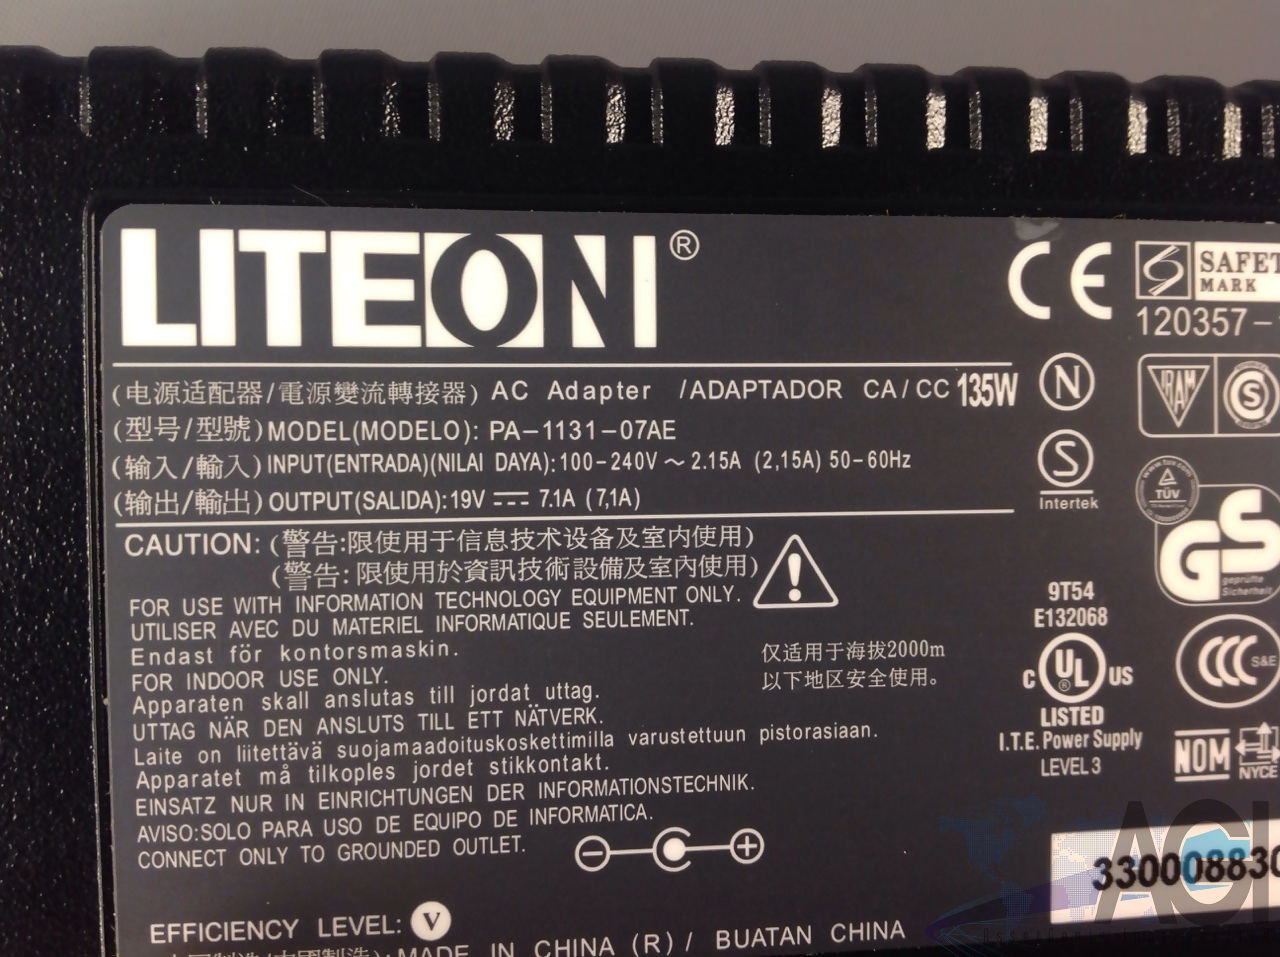 LITEON®
(电源适配器/電源變流轉接器) AC Adapter /ADAPTADOR CA/CC 135W
(型号/型號) MODEL(MODELO): PA-1131-07AE
(输入/輸入) INPUT(ENTRADA)(NILAI DAYA): 100-240V ~ 2.15A (2,15A) 50-60Hz
(输出/輸出) OUTPUT(SALIDA): 19V ⎓ 7.1A (7,1A)
CAUTION: (警告:限使用于信息技术设备及室内使用)
(警告: 限使用於資訊技術設備及室內使用)
FOR USE WITH INFORMATION TECHNOLOGY EQUIPMENT ONLY.
UTILISER AVEC DU MATERIEL INFORMATIQUE SEULEMENT.
Endast för kontorsmaskin.
FOR INDOOR USE ONLY.
Apparaten skall anslutas till jordat uttag.
UTTAG NÄR DEN ANSLUTS TILL ETT NÄTVERK.
Laite on liitettävä suojamaadoituskoskettimilla varustettuun pistorasiaan.
Apparatet må tilkoples jordet stikkontakt.
EINSATZ NUR IN EINRICHTUNGEN DER INFORMATIONSTECHNIK.
AVISO:SOLO PARA USO DE EQUIPO DE INFORMATICA.
CONNECT ONLY TO GROUNDED OUTLET.
仅适用于海拔2000m
以下地区安全使用。
EFFICIENCY LEVEL: V
MADE IN CHINA (R) / BUATAN CHINA
CE
SAFET
MARK
120357-
N
S
Intertek
VRAM
S
TÜV
GS
geprüfte
Sicherheit
9T54
E132068
C UL® US
LISTED
I.T.E. Power Supply
LEVEL 3
CCC S&E
NOM
NYCE
330008830
AGI